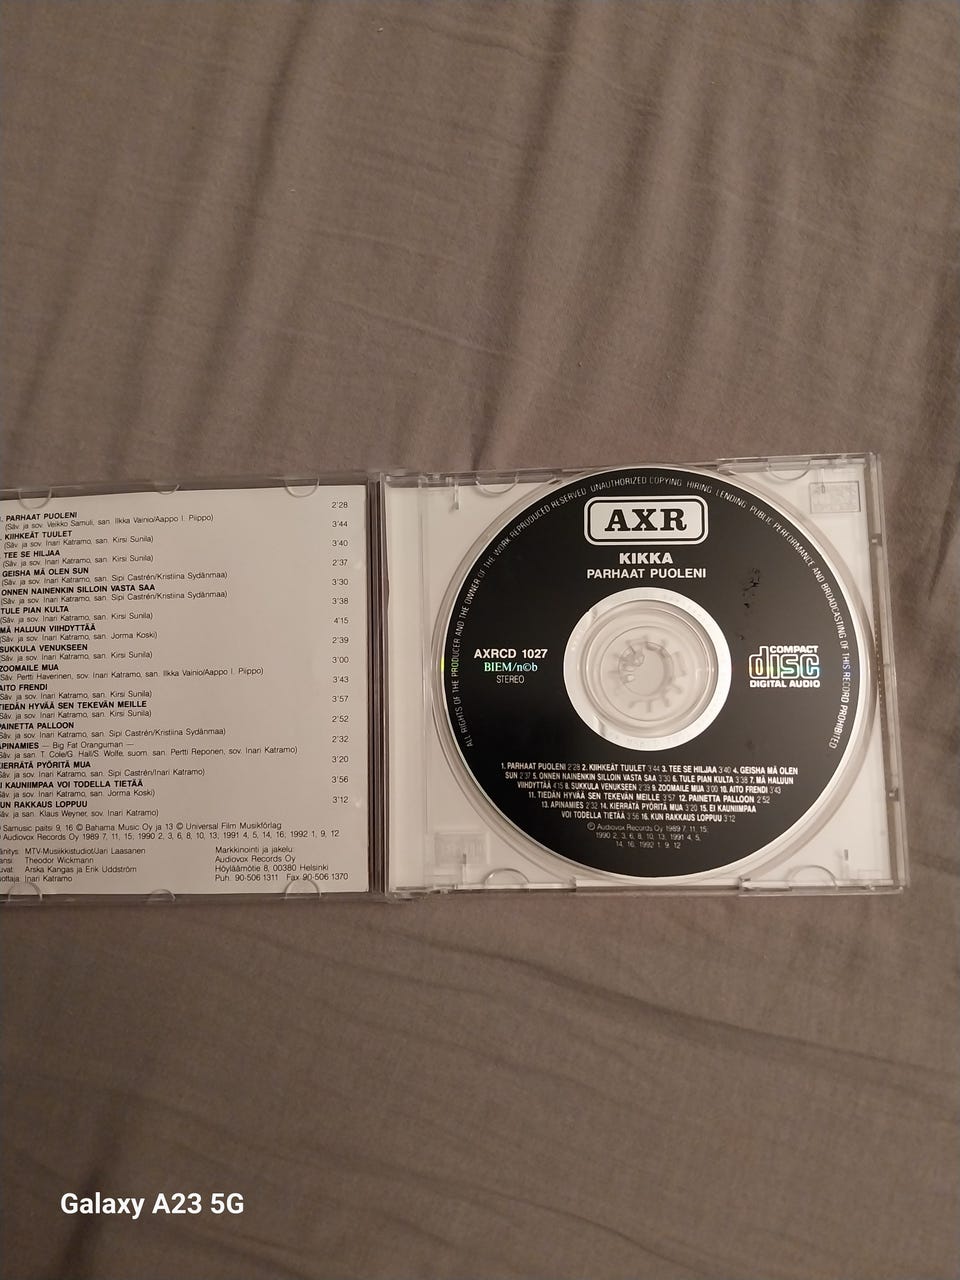 PARHAAT PUOLENI 2'28
(Säv. ja sov. Veikko Samuli, san. Ilkka Vainio/Aappo I. Piippo)
KIIHKEÄT TUULET 3'44
(Säv. ja sov. Inari Katramo, san. Kirsi Sunila)
TEE SE HILJAA 3'40
(Säv. ja sov. Inari Katramo, san. Kirsi Sunila)
GEISHA MÄ OLEN SUN 2'37
(Säv. ja sov. Inari Katramo, san. Sipi Castrén/Kristiina Sydänmaa)
ONNEN NAINENKIN SILLOIN VASTA SAA 3'30
(Säv. ja sov. Inari Katramo, san. Sipi Castrén/Kristiina Sydänmaa)
TULE PIAN KULTA 3'38
(Säv. ja sov. Inari Katramo, san. Kirsi Sunila)
MÄ HALUUN VIIHDYTTÄÄ 4'15
(Säv. ja sov. Inari Katramo, san. Jorma Koski)
SUKKULA VENUKSEEN 2'39
(Säv. ja sov. Inari Katramo, san. Kirsi Sunila)
ZOOMAILE MUA 3'00
(Säv. Pertti Haverinen, sov. Inari Katramo, san. Ilkka Vainio/Aappo I. Piippo)
AITO FRENDI 3'43
Säv. ja sov. Inari Katramo, san. Kirsi Sunila)
TIEDÄN HYVÄÄ SEN TEKEVÄN MEILLE 3'57
Säv. ja sov. Inari Katramo, san. Kirsi Sunila)
PAINETTA PALLOON 2'52
Säv. ja sov. Inari Katramo, san. Sipi Castrén/Kristiina Sydänmaa)
APINAMIES — Big Fat Oranguman — 2'32
Säv. ja san. T. Cole/G. Hall/S. Wolfe, suom. san. Pertti Reponen, sov. Inari Katramo)
KIERRÄTÄ PYÖRITÄ MUA 3'20
Säv. ja sov. Inari Katramo, san. Sipi Castrén/Inari Katramo)
EI KAUNIIMPAA VOI TODELLA TIETÄÄ 3'56
Säv. ja sov. Inari Katramo, san. Jorma Koski)
KUN RAKKAUS LOPPUU 3'12
Säv. ja san. Klaus Weyner, sov. Inari Katramo)
Samusic paitsi 9, 16 © Bahama Music Oy ja 13 © Universal Film Musikförlag
Audiovox Records Oy 1989 7, 11, 15, 1990 2, 3, 6, 8, 10, 13; 1991 4, 5, 14, 16; 1992 1, 9, 12
MTV-Musiikkistudiot/Jan Laasanen
Theodor Wickmann
Arska Kangas ja Erik Uddström
Inari Katramo
Markkinointi ja jakelu:
Audiovox Records Oy
Höyläämötie 8, 00380 Helsinki
Puh. 90-506 1311 Fax 90-506 1370
ALL RIGHTS OF THE PRODUCER AND THE OWNER OF THE WORK REPRODUCED RESERVED UNAUTHORIZED COPYING HIRING LENDING PUBLIC PERFORMANCE AND BROADCASTING OF THIS RECORD PROHIBITED
AXR
KIKKA
PARHAAT PUOLENI
AXRCD 1027
BIEM/n©b
STEREO
COMPACT
disc
DIGITAL AUDIO
1. PARHAAT PUOLENI 2'28 2. KIIHKEÄT TUULET 3'44 3. TEE SE HILJAA 3'40 4. GEISHA MÄ OLEN
SUN 2'37 5. ONNEN NAINENKIN SILLOIN VASTA SAA 3'30 6. TULE PIAN KULTA 3'38 7. MÄ HALUUN
VIIHDYTTÄÄ 4'15 8. SUKKULA VENUKSEEN 2'39 9. ZOOMAILE MUA 3'00 10. AITO FRENDI 3'43
11. TIEDÄN HYVÄÄ SEN TEKEVÄN MEILLE 3'57 12. PAINETTA PALLOON 2'52
13. APINAMIES 2'32 14. KIERRÄTÄ PYÖRITÄ MUA 3'20 15. EI KAUNIIMPAA
VOI TODELLA TIETÄÄ 3'56 16. KUN RAKKAUS LOPPUU 3'12
℗ Audiovox Records Oy 1989 7, 11, 15;
1990 2, 3, 6, 8, 10, 13; 1991 4, 5,
14, 16; 1992 1, 9, 12
Galaxy A23 5G